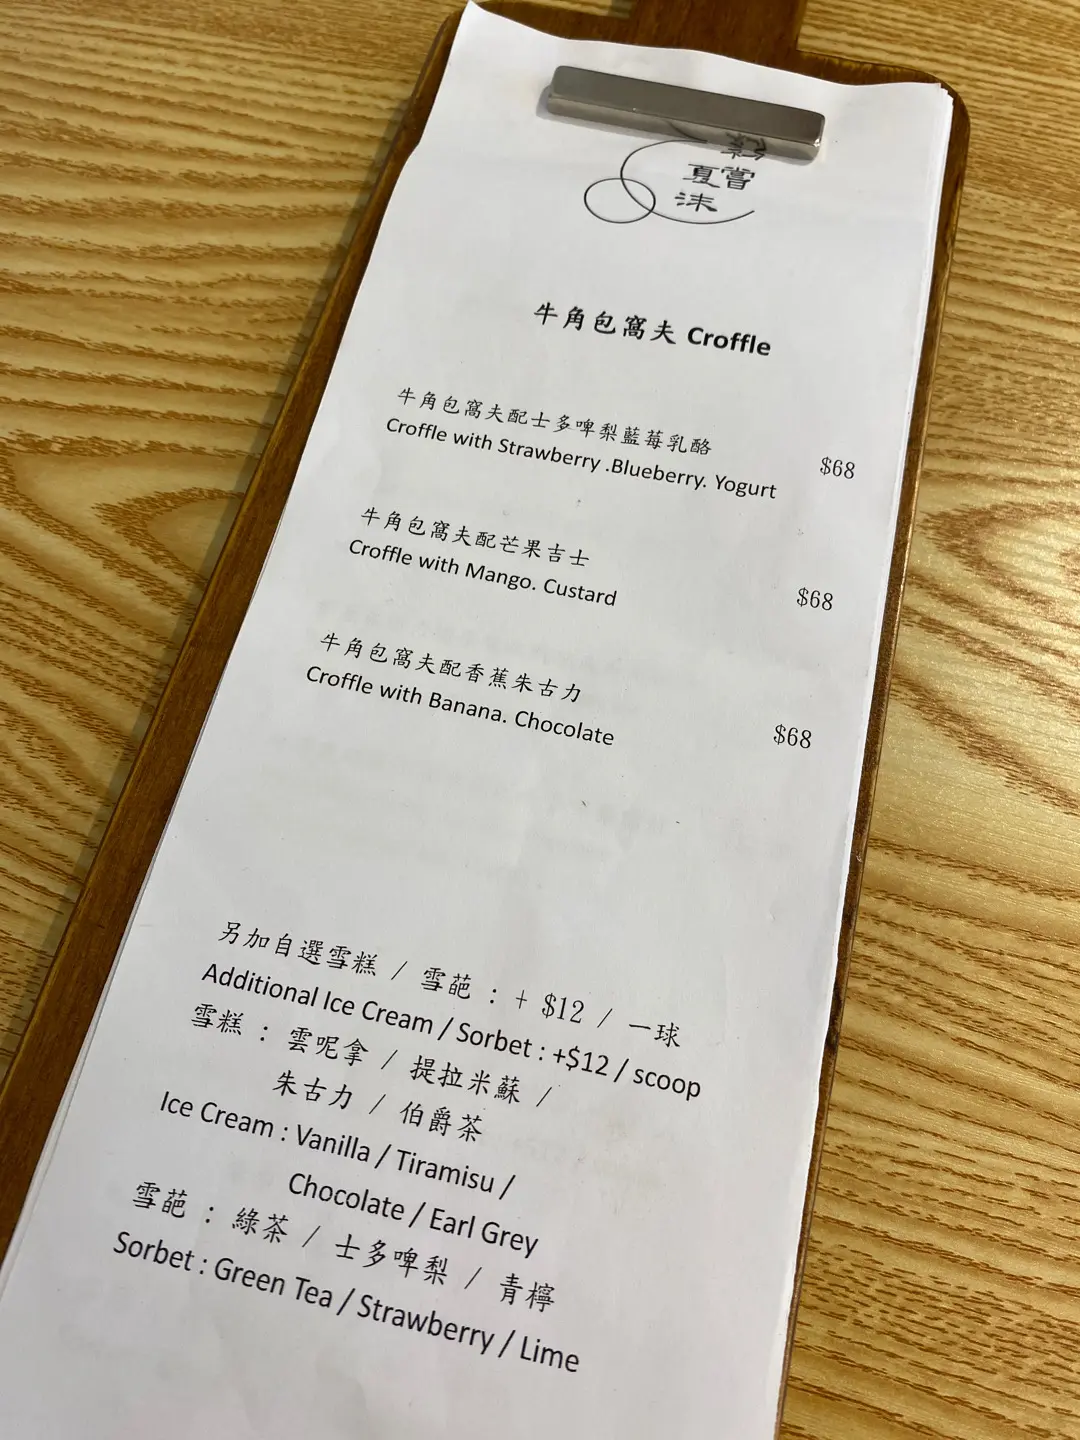 夏嘗
沫
牛角包窩夫 Croffle
牛角包窩夫配士多啤梨藍莓乳酪
Croffle with Strawberry .Blueberry. Yogurt $68
牛角包窩夫配芒果吉士
Croffle with Mango. Custard $68
牛角包窩夫配香蕉朱古力
Croffle with Banana. Chocolate $68
另加自選雪糕 / 雪葩 : + $12 / 一球
Additional Ice Cream / Sorbet : +$12 / scoop
雪糕 : 雲呢拿 / 提拉米蘇 /
朱古力 / 伯爵茶
Ice Cream : Vanilla / Tiramisu /
Chocolate / Earl Grey
雪葩 : 綠茶 / 士多啤梨 / 青檸
Sorbet : Green Tea / Strawberry / Lime